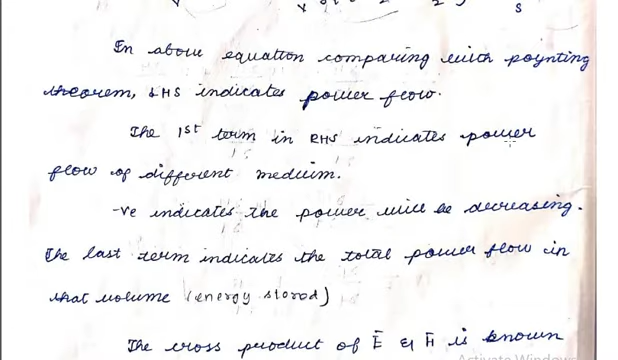 In above equation comparing with poynting
theorem, LHS indicates power flow.
The 1st term in RHS indicates power
flow of different medium.
-ve indicates the power will be decreasing.
The last term indicates the total power flow in
that volume (energy stored)
The cross product of Ē & H̄ is known
Activate Windows